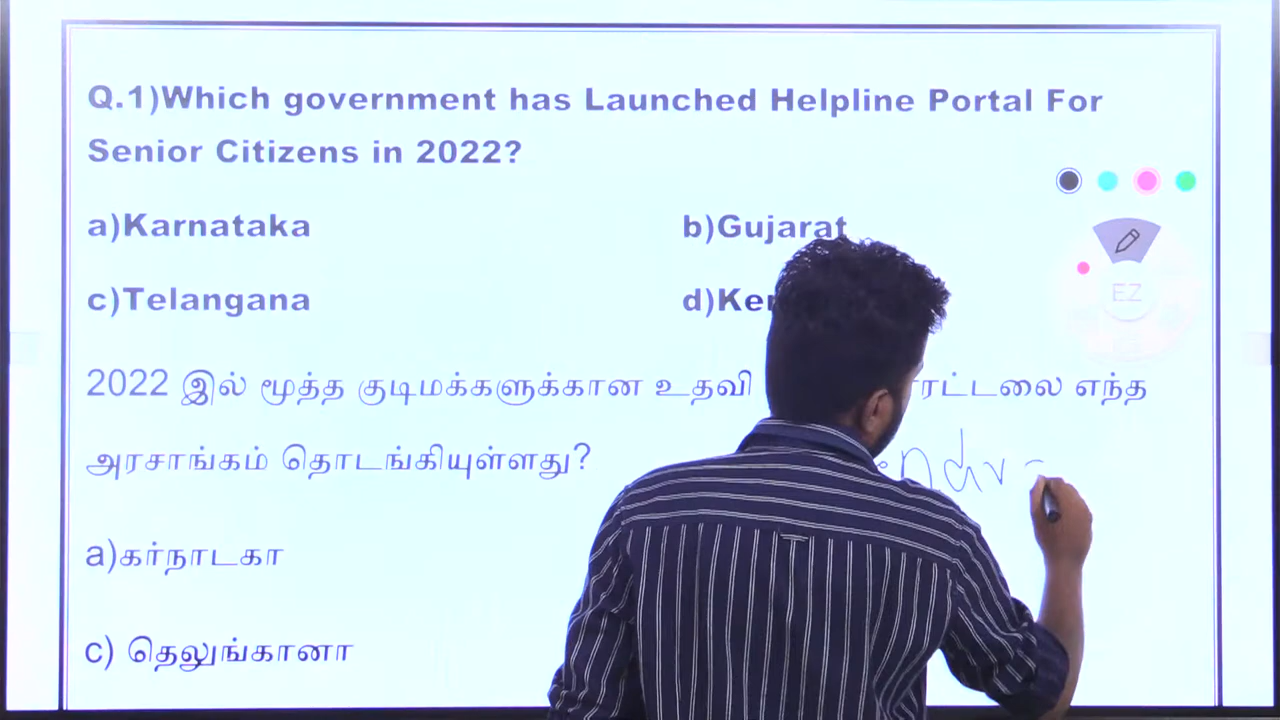 Q.1)Which government has Launched Helpline Portal For
Senior Citizens in 2022?
a)Karnataka
b)Gujarat
c)Telangana
d)Ker
2022 இல் மூத்த குடிமக்களுக்கான உதவி ரட்டலை எந்த
அரசாங்கம் தொடங்கியுள்ளது?
a)கர்நாடகா
c) தெலுங்கானா
EZ